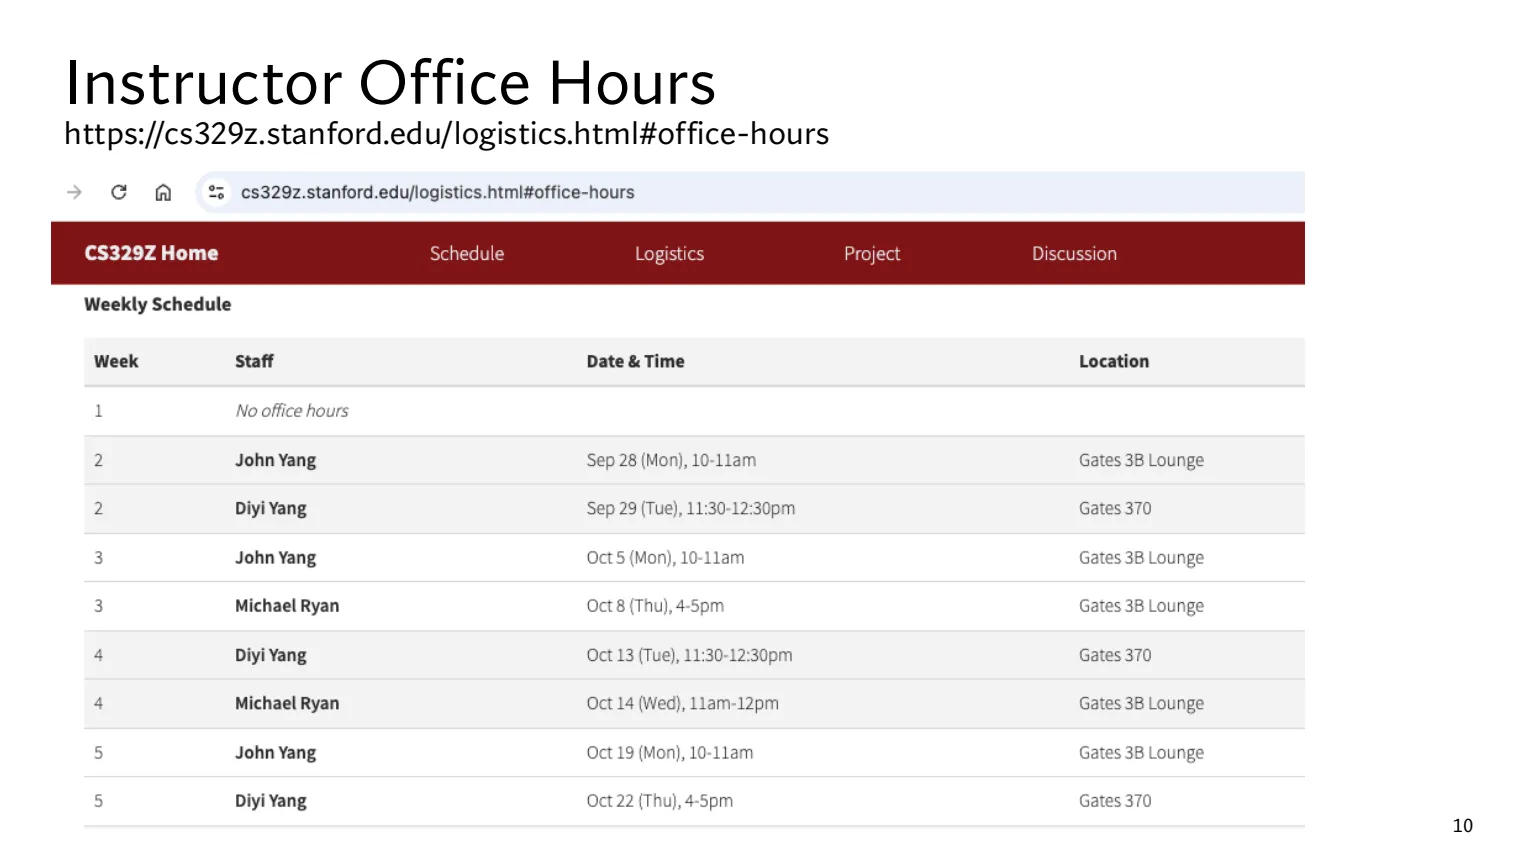 Instructor Office Hours
https://cs329z.stanford.edu/logistics.html#office-hours
cs329z.stanford.edu/logistics.html#office-hours
CS329Z Home Schedule Logistics Project Discussion
Weekly Schedule
Week Staff Date & Time Location
1 No office hours
2 John Yang Sep 28 (Mon), 10-11am Gates 3B Lounge
2 Diyi Yang Sep 29 (Tue), 11:30-12:30pm Gates 370
3 John Yang Oct 5 (Mon), 10-11am Gates 3B Lounge
3 Michael Ryan Oct 8 (Thu), 4-5pm Gates 3B Lounge
4 Diyi Yang Oct 13 (Tue), 11:30-12:30pm Gates 370
4 Michael Ryan Oct 14 (Wed), 11am-12pm Gates 3B Lounge
5 John Yang Oct 19 (Mon), 10-11am Gates 3B Lounge
5 Diyi Yang Oct 22 (Thu), 4-5pm Gates 370
10